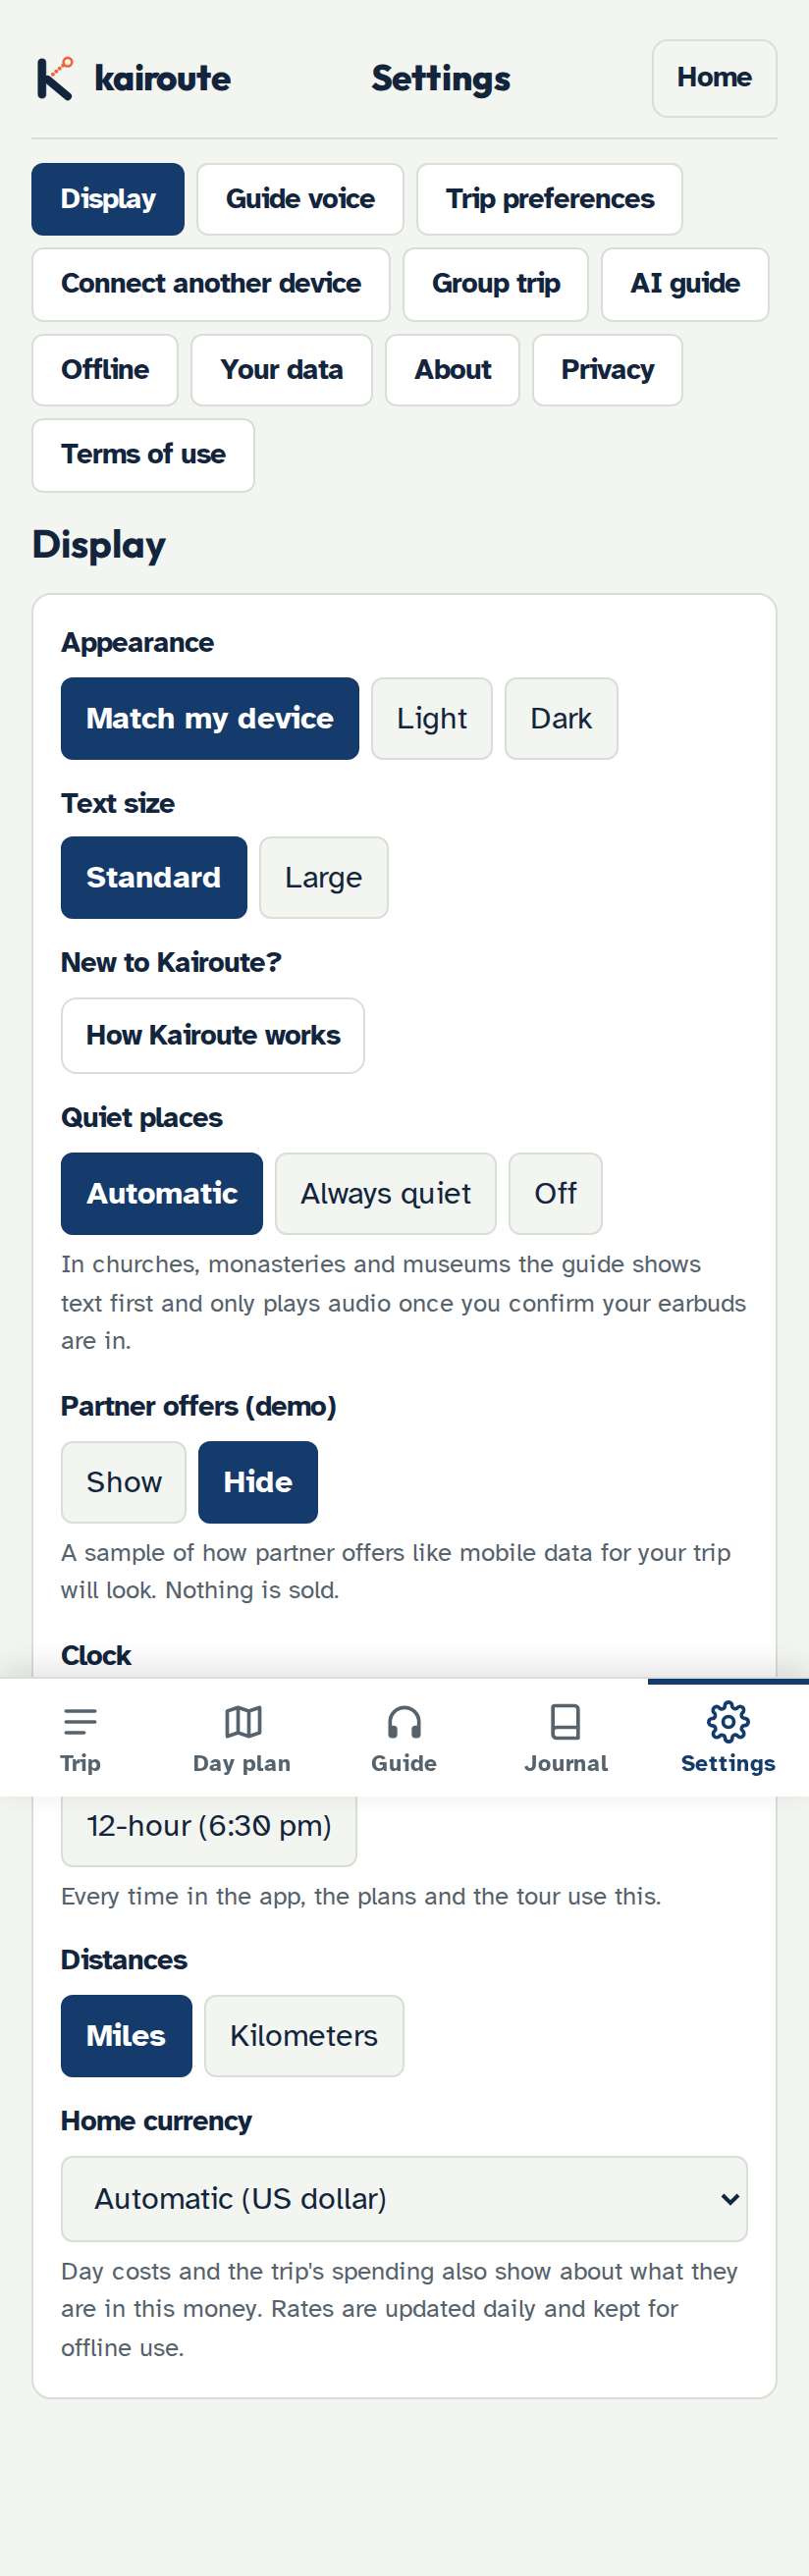 kairoute
Settings
Home
Display
Guide voice
Trip preferences
Connect another device
Group trip
AI guide
Offline
Your data
About
Privacy
Terms of use
Display
Appearance
Match my device
Light
Dark
Text size
Standard
Large
New to Kairoute?
How Kairoute works
Quiet places
Automatic
Always quiet
Off
In churches, monasteries and museums the guide shows
text first and only plays audio once you confirm your earbuds
are in.
Partner offers (demo)
Show
Hide
A sample of how partner offers like mobile data for your trip
will look. Nothing is sold.
Clock
Trip
Day plan
Guide
Journal
Settings
12-hour (6:30 pm)
Every time in the app, the plans and the tour use this.
Distances
Miles
Kilometers
Home currency
Automatic (US dollar)
Day costs and the trip's spending also show about what they
are in this money. Rates are updated daily and kept for
offline use.